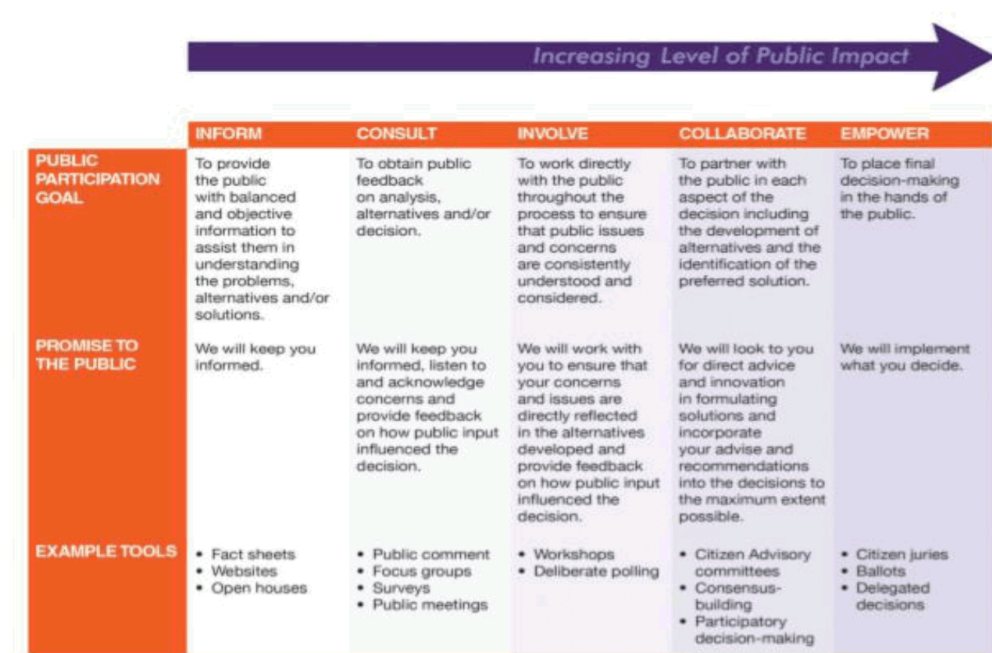 Increasing Level of Public Impact
INFORM
CONSULT
INVOLVE
COLLABORATE
EMPOWER
PUBLIC
PARTICIPATION
GOAL
To provide
the public
with balanced
and objective
information to
assist them in
understanding
the problems,
alternatives and/or
solutions.
To obtain public
feedback
on analysis,
alternatives and/or
decision.
To work directly
with the public
throughout the
process to ensure
that public issues
and concerns
are consistently
understood and
considered.
To partner with
the public in each
aspect of the
decision including
the development of
alternatives and the
identification of the
preferred solution.
To place final
decision-making
in the hands of
the public.
PROMISE TO
THE PUBLIC
We will keep you
informed.
We will keep you
informed, listen to
and acknowledge
concerns and
provide feedback
on how public input
influenced the
decision.
We will work with
you to ensure that
your concerns
and issues are
directly reflected
in the alternatives
developed and
provide feedback
on how public input
influenced the
decision.
We will look to you
for direct advice
and innovation
in formulating
solutions and
incorporate
your advise and
recommendations
into the decisions to
the maximum extent
possible.
We will implement
what you decide.
EXAMPLE TOOLS
• Fact sheets
• Websites
• Open houses
• Public comment
• Focus groups
• Surveys
• Public meetings
• Workshops
• Deliberate polling
• Citizen Advisory
committees
• Consensus-
building
• Participatory
decision-making
• Citizen juries
• Ballots
• Delegated
decisions